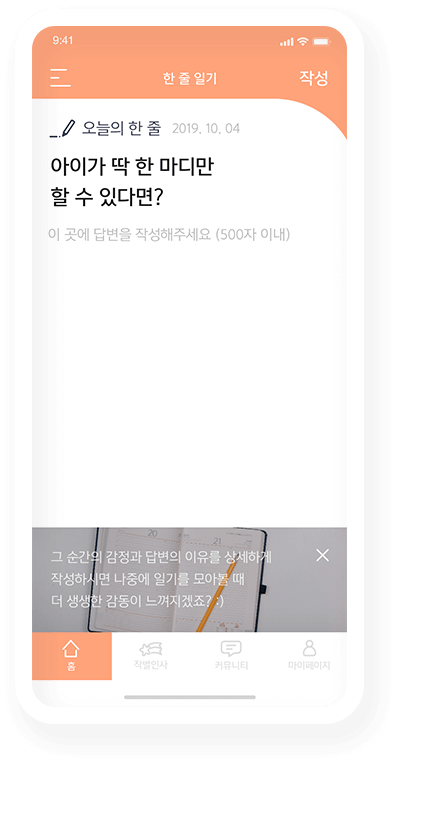 9:41
한 줄 일기
작성
오늘의 한 줄 2019. 10. 04
아이가 딱 한 마디만
할 수 있다면?
이 곳에 답변을 작성해주세요 (500자 이내)
그 순간의 감정과 답변의 이유를 상세하게
작성하시면 나중에 일기를 모아볼 때
더 생생한 감동이 느껴지겠죠? :)
20
21
홈
작별인사
커뮤니티
마이페이지